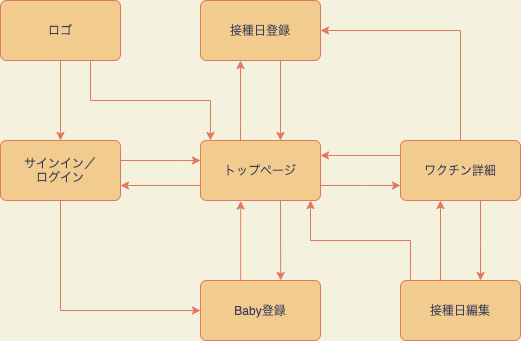 ロゴ
接種日登録
サインイン／
ログイン
トップページ
ワクチン詳細
Baby登録
接種日編集